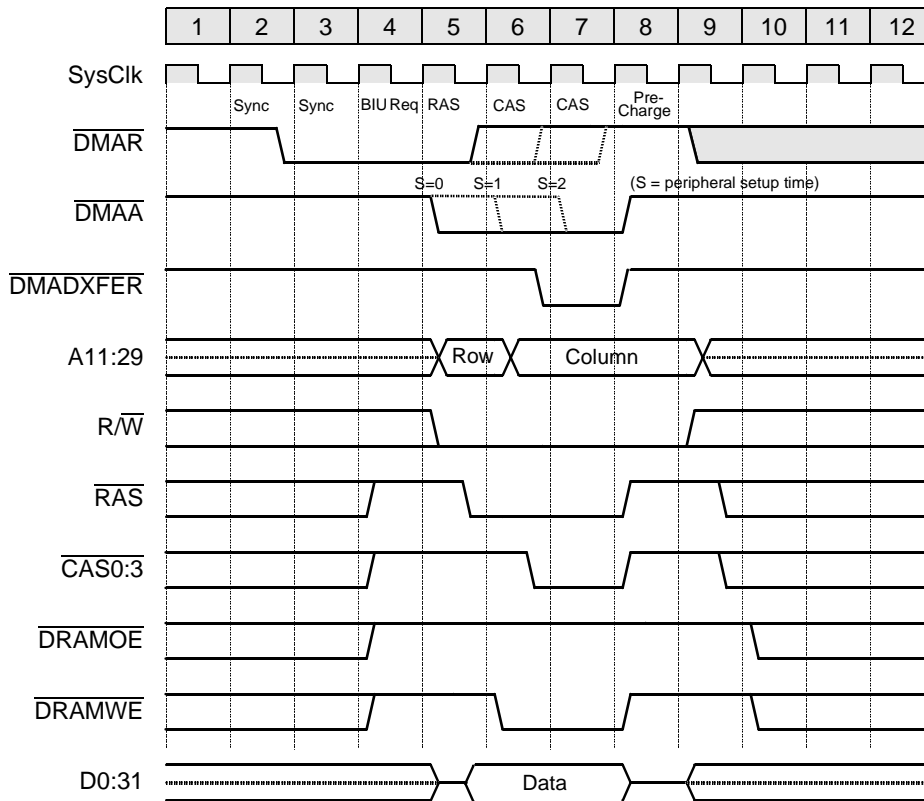 1 2 3 4 5 6 7 8 9 10 11 12
SysClk
Sync Sync BIU Req RAS CAS CAS Pre-
Charge
DMAR
S=0 S=1 S=2 (S = peripheral setup time)
DMAA
DMADXFER
A11:29 Row Column
R/W
RAS
CAS0:3
DRAMOE
DRAMWE
D0:31 Data